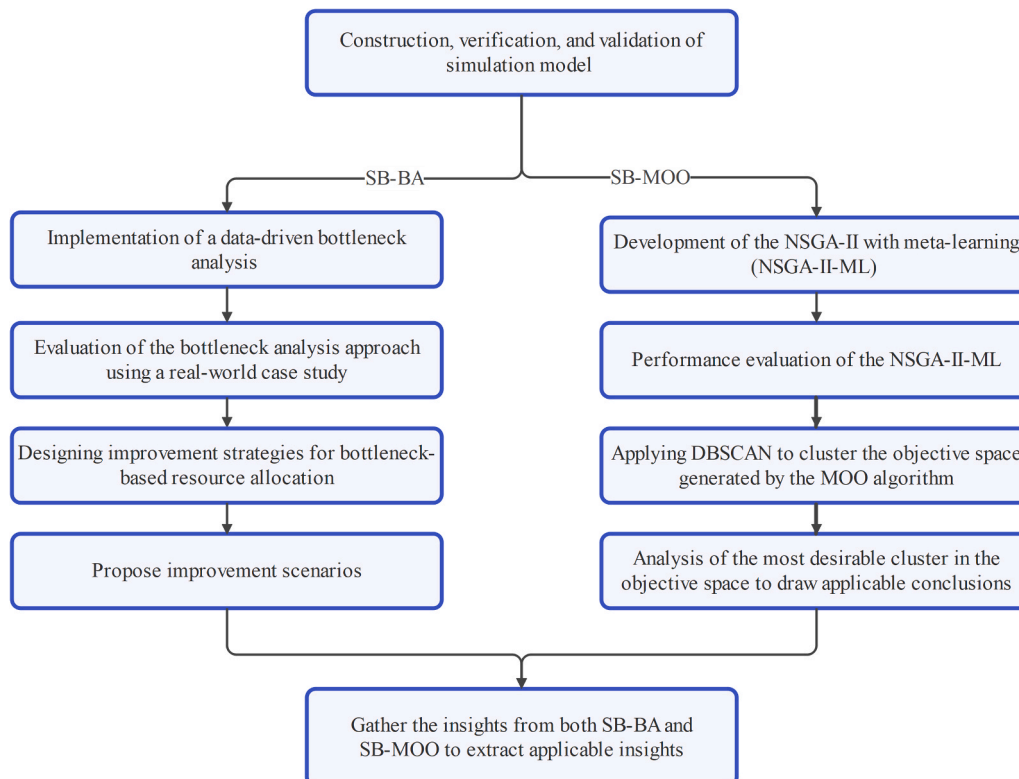 Construction, verification, and validation of
simulation model
SB-BA
SB-MOO
Implementation of a data-driven bottleneck
analysis
Evaluation of the bottleneck analysis approach
using a real-world case study
Designing improvement strategies for bottleneck-
based resource allocation
Propose improvement scenarios
Development of the NSGA-II with meta-learning
(NSGA-II-ML)
Performance evaluation of the NSGA-II-ML
Applying DBSCAN to cluster the objective space
generated by the MOO algorithm
Analysis of the most desirable cluster in the
objective space to draw applicable conclusions
Gather the insights from both SB-BA and
SB-MOO to extract applicable insights